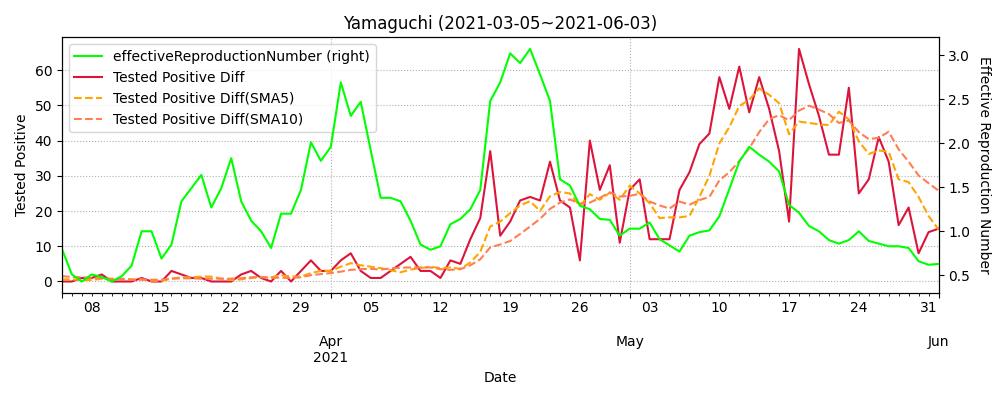 Yamaguchi (2021-03-05~2021-06-03)
effectiveReproductionNumber (right)
Tested Positive Diff
Tested Positive Diff(SMA5)
Tested Positive Diff(SMA10)
Tested Positive
60
50
40
30
20
10
0
3.0
2.5
2.0
1.5
1.0
0.5
Effective Reproduction Number
08 15 22 29 05 12 19 26 03 10 17 24 31
Apr May Jun
2021
Date